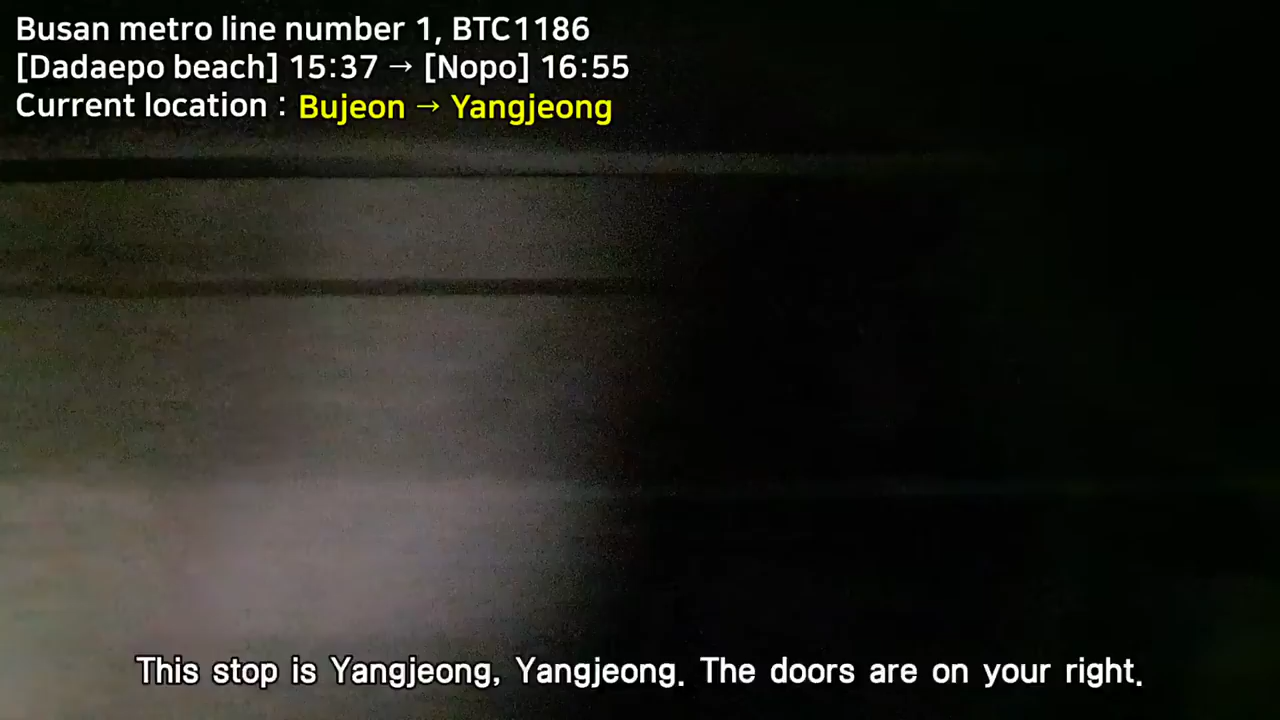 Busan metro line number 1, BTC1186
[Dadaepo beach] 15:37 → [Nopo] 16:55
Current location : Bujeon → Yangjeong
This stop is Yangjeong, Yangjeong. The doors are on your right.